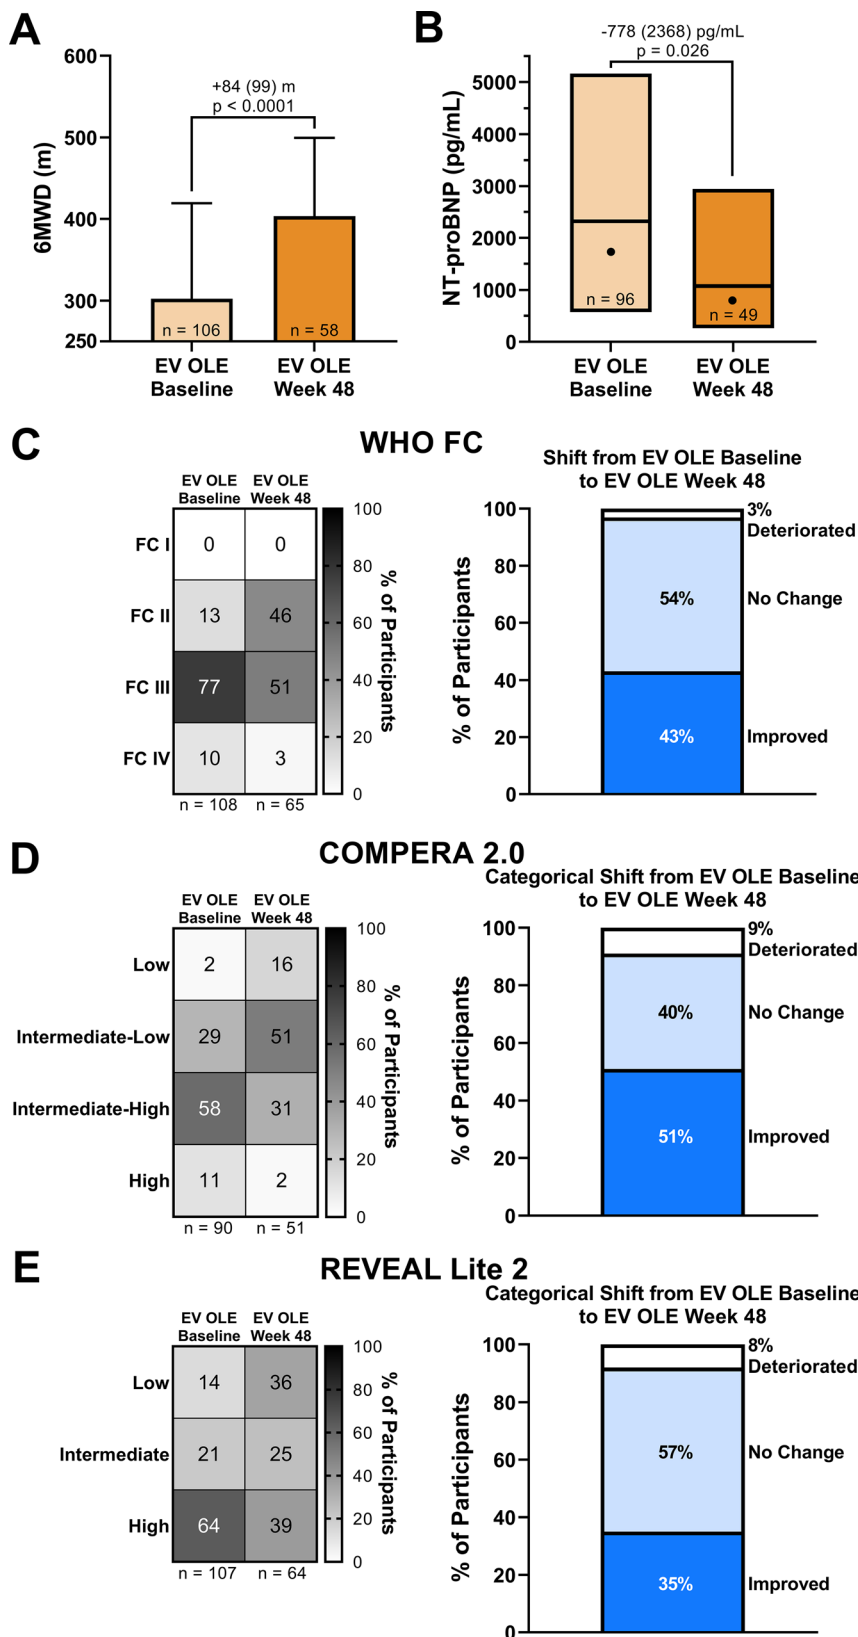 A
+84 (99) m
p < 0.0001
6MWD (m)
600
500
400
300
250
n = 106
n = 58
EV OLE
Baseline
EV OLE
Week 48
B
-778 (2368) pg/mL
p = 0.026
NT-proBNP (pg/mL)
5000
4000
3000
2000
1000
0
n = 96
n = 49
EV OLE
Baseline
EV OLE
Week 48
C
WHO FC
EV OLE
Baseline
EV OLE
Week 48
FC I
0
0
FC II
13
46
FC III
77
51
FC IV
10
3
n = 108
n = 65
100
80
60
40
20
0
% of Participants
Shift from EV OLE Baseline
to EV OLE Week 48
% of Participants
100
80
60
40
20
0
3%
Deteriorated
54%
No Change
43%
Improved
D
COMPERA 2.0
EV OLE
Baseline
EV OLE
Week 48
Low
2
16
Intermediate-Low
29
51
Intermediate-High
58
31
High
11
2
n = 90
n = 51
100
80
60
40
20
0
% of Participants
Categorical Shift from EV OLE Baseline
to EV OLE Week 48
% of Participants
100
80
60
40
20
0
9%
Deteriorated
40%
No Change
51%
Improved
E
REVEAL Lite 2
EV OLE
Baseline
EV OLE
Week 48
Low
14
36
Intermediate
21
25
High
64
39
n = 107
n = 64
100
80
60
40
20
0
% of Participants
Categorical Shift from EV OLE Baseline
to EV OLE Week 48
% of Participants
100
80
60
40
20
0
8%
Deteriorated
57%
No Change
35%
Improved